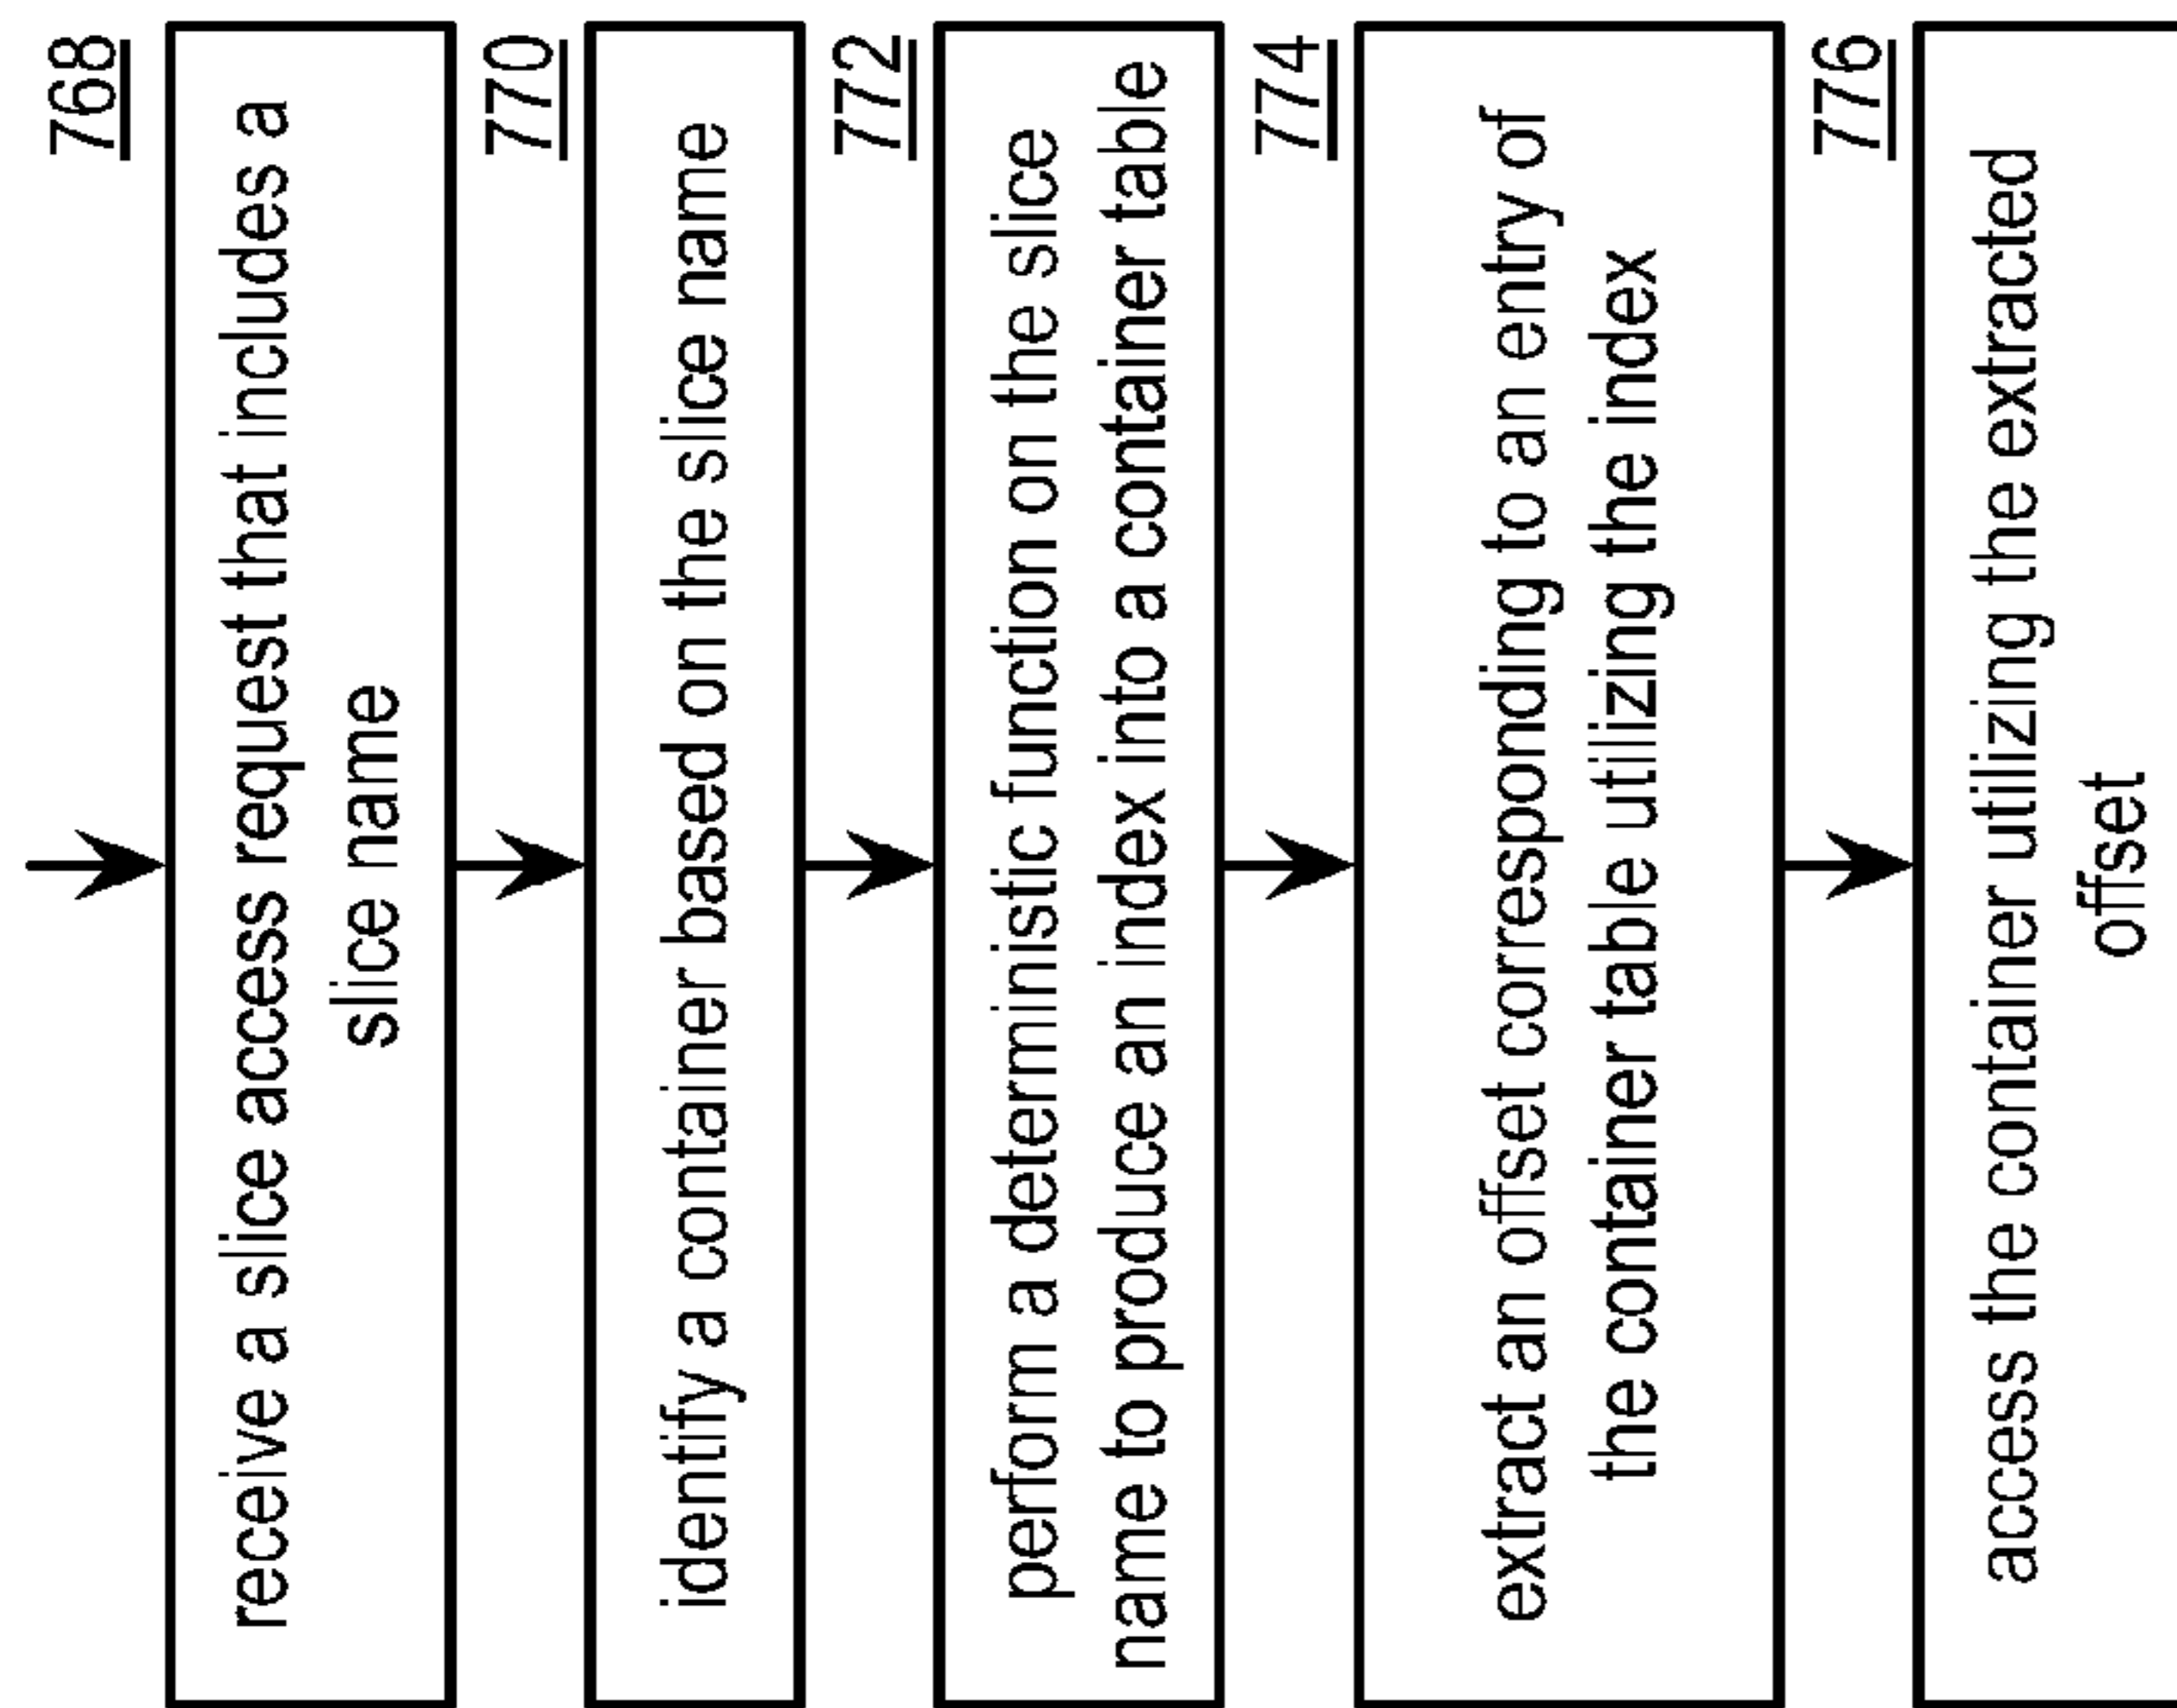 768
receive a slice access request that includes a
slice name
770
identify a container based on the slice name
772
perform a deterministic function on the slice
name to produce an index into a container table
774
extract an offset corresponding to an entry of
the container table utilizing the index
776
access the container utilizing the extracted
offset